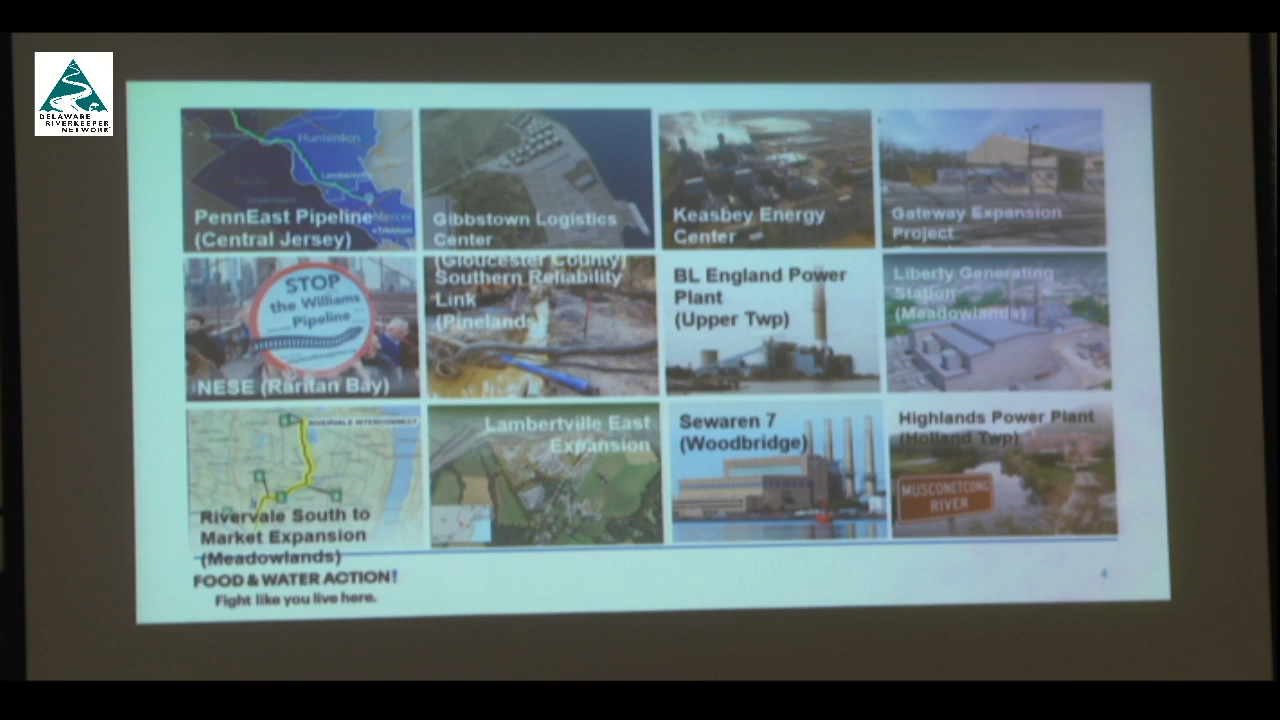 DELAWARE
RIVERKEEPER
NETWORK
Hunterdon
Lambertville
Mercer
Trenton
PennEast Pipeline
(Central Jersey)
Gibbstown Logistics
Center
(Gloucester County)
Keasbey Energy
Center
Gateway Expansion
Project
STOP
the Williams
Pipeline
NESE (Raritan Bay)
Southern Reliability
Link
(Pinelands)
BL England Power
Plant
(Upper Twp)
Liberty Generating
Station
(Meadowlands)
RIVERVALE INTERCONNECT
Rivervale South to
Market Expansion
(Meadowlands)
Lambertville East
Expansion
Sewaren 7
(Woodbridge)
Highlands Power Plant
(Holland Twp)
MUSCONETCONG
RIVER
FOOD & WATER ACTION!
Fight like you live here.
4